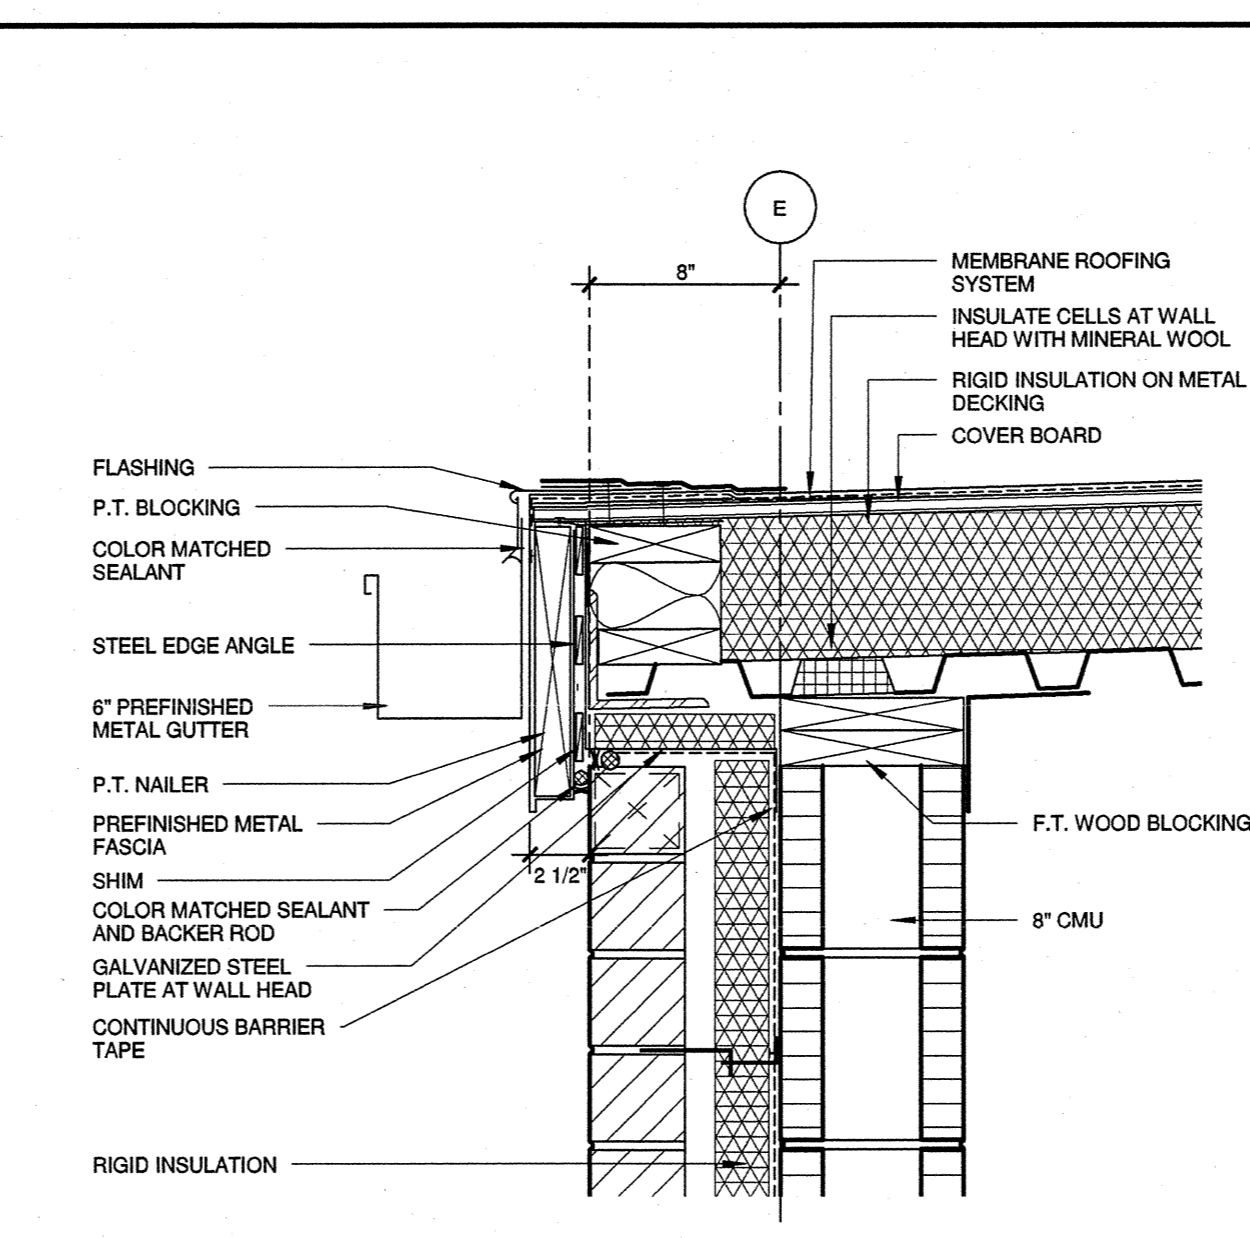 E
8"
MEMBRANE ROOFING
SYSTEM
INSULATE CELLS AT WALL
HEAD WITH MINERAL WOOL
RIGID INSULATION ON METAL
DECKING
COVER BOARD
FLASHING
P.T. BLOCKING
COLOR MATCHED
SEALANT
STEEL EDGE ANGLE
6" PREFINISHED
METAL GUTTER
P.T. NAILER
PREFINISHED METAL
FASCIA
SHIM
COLOR MATCHED SEALANT
AND BACKER ROD
GALVANIZED STEEL
PLATE AT WALL HEAD
CONTINUOUS BARRIER
TAPE
RIGID INSULATION
2 1/2"
F.T. WOOD BLOCKING
8" CMU